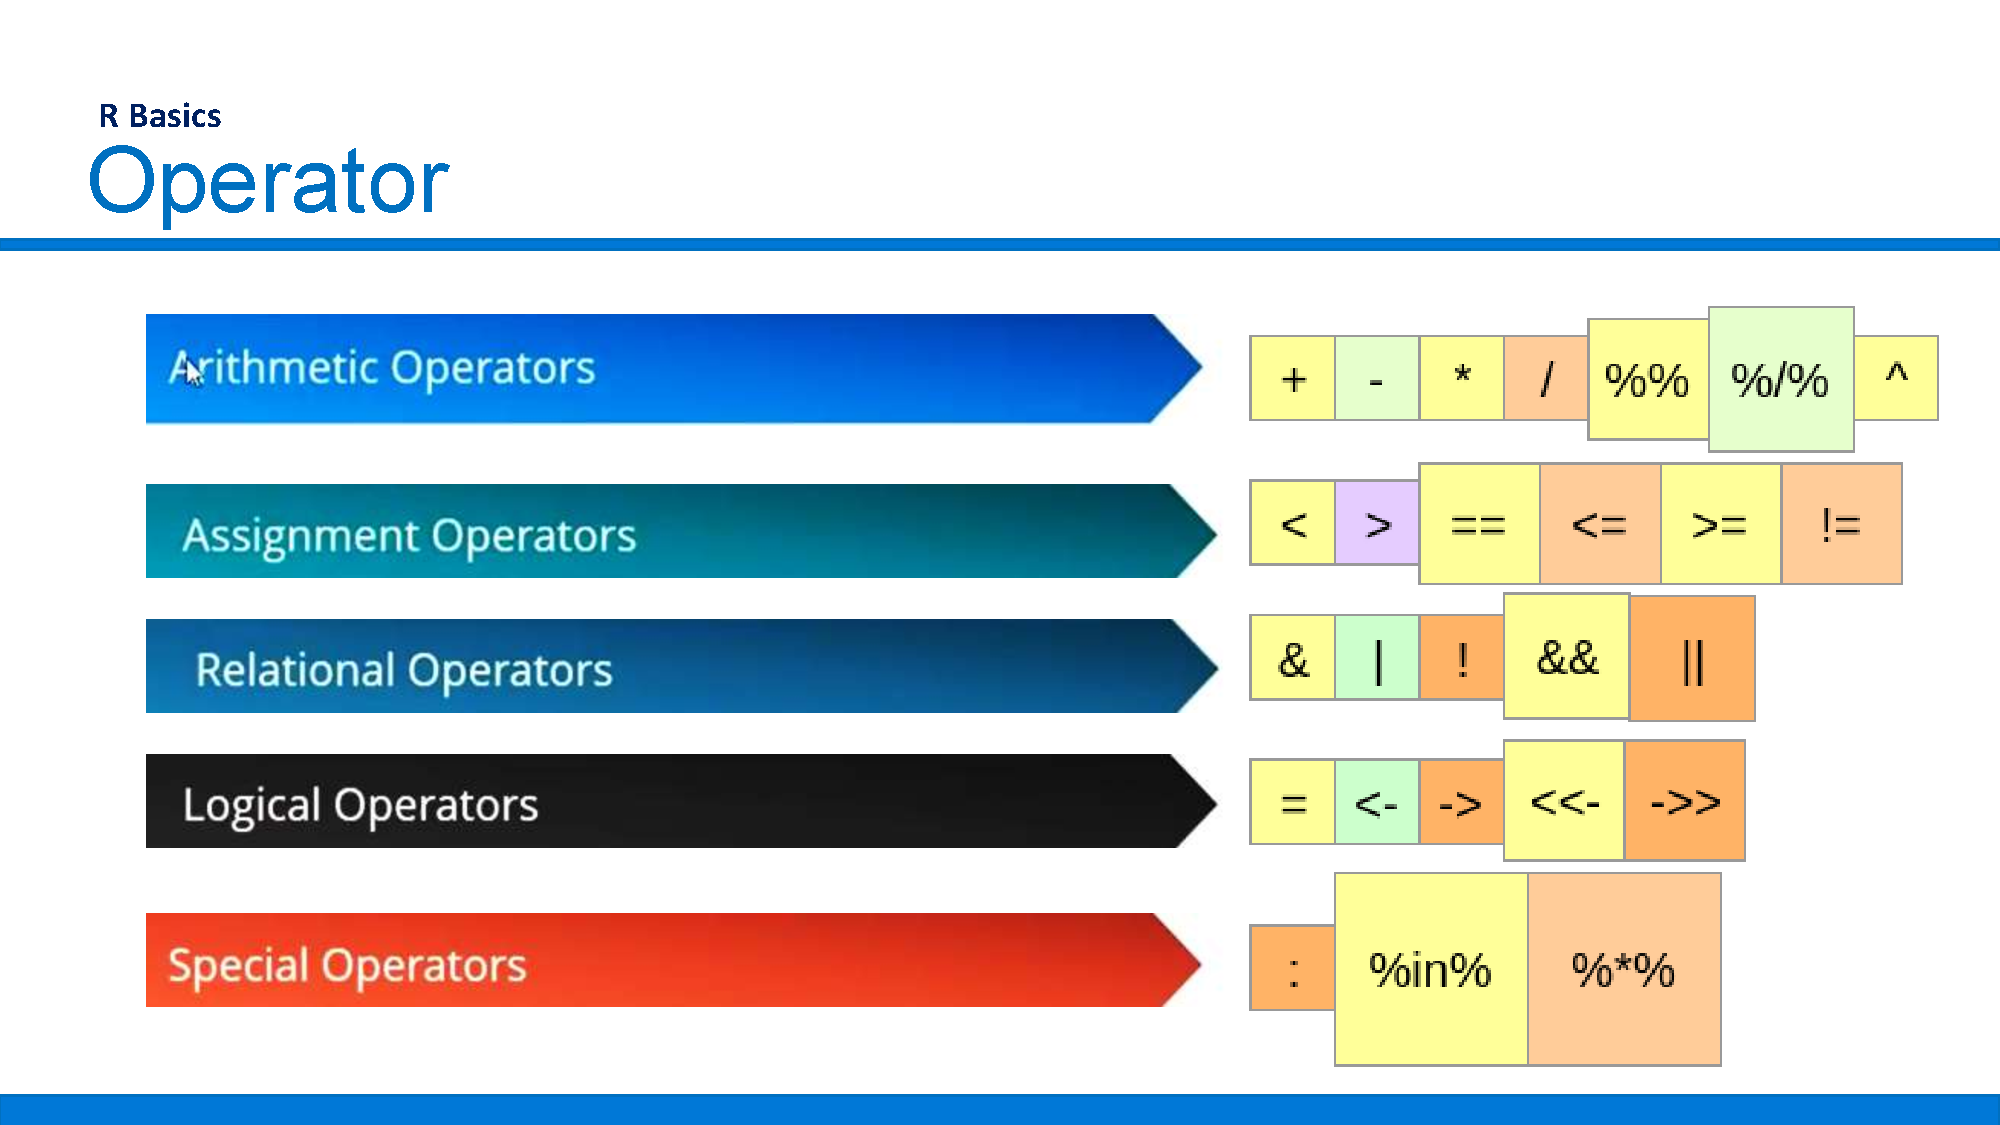 R Basics
Operator
Arithmetic Operators + - * / %% %/% ^
Assignment Operators < > == <= >= !=
Relational Operators & | ! && ||
Logical Operators = <- -> <<- ->>
Special Operators : %in% %*%